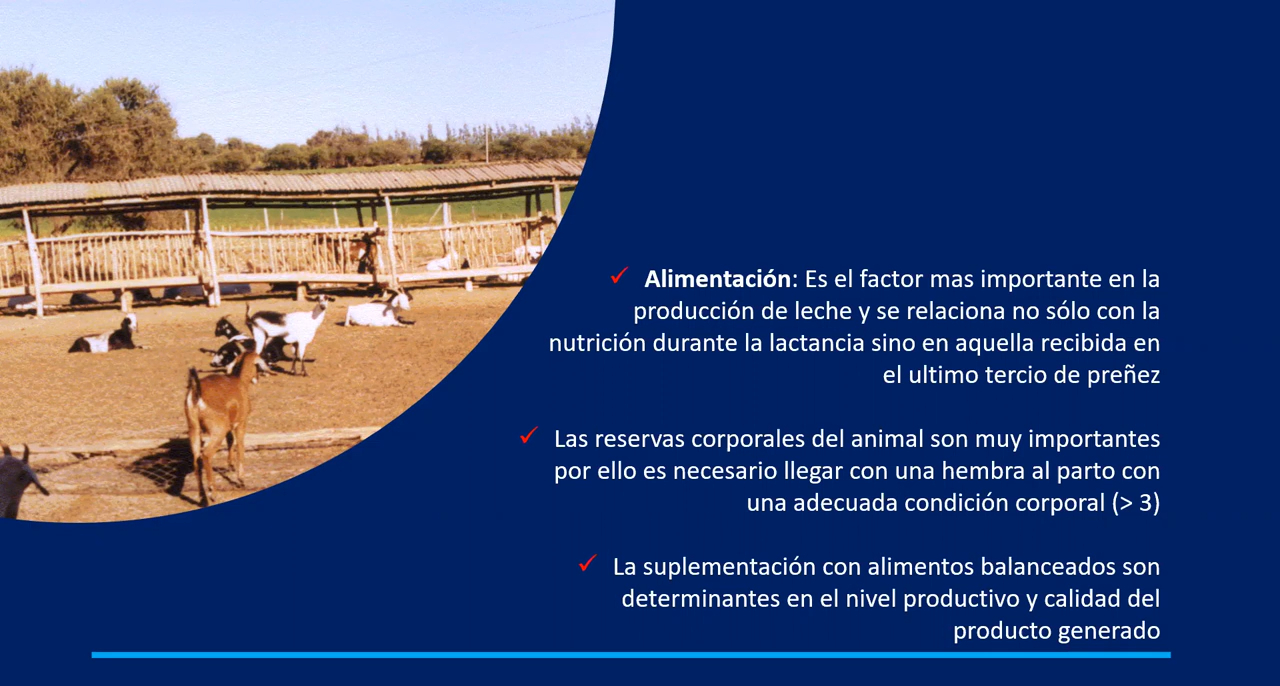 ✓ Alimentación: Es el factor mas importante en la
producción de leche y se relaciona no sólo con la
nutrición durante la lactancia sino en aquella recibida en
el ultimo tercio de preñez
✓ Las reservas corporales del animal son muy importantes
por ello es necesario llegar con una hembra al parto con
una adecuada condición corporal (> 3)
✓ La suplementación con alimentos balanceados son
determinantes en el nivel productivo y calidad del
producto generado